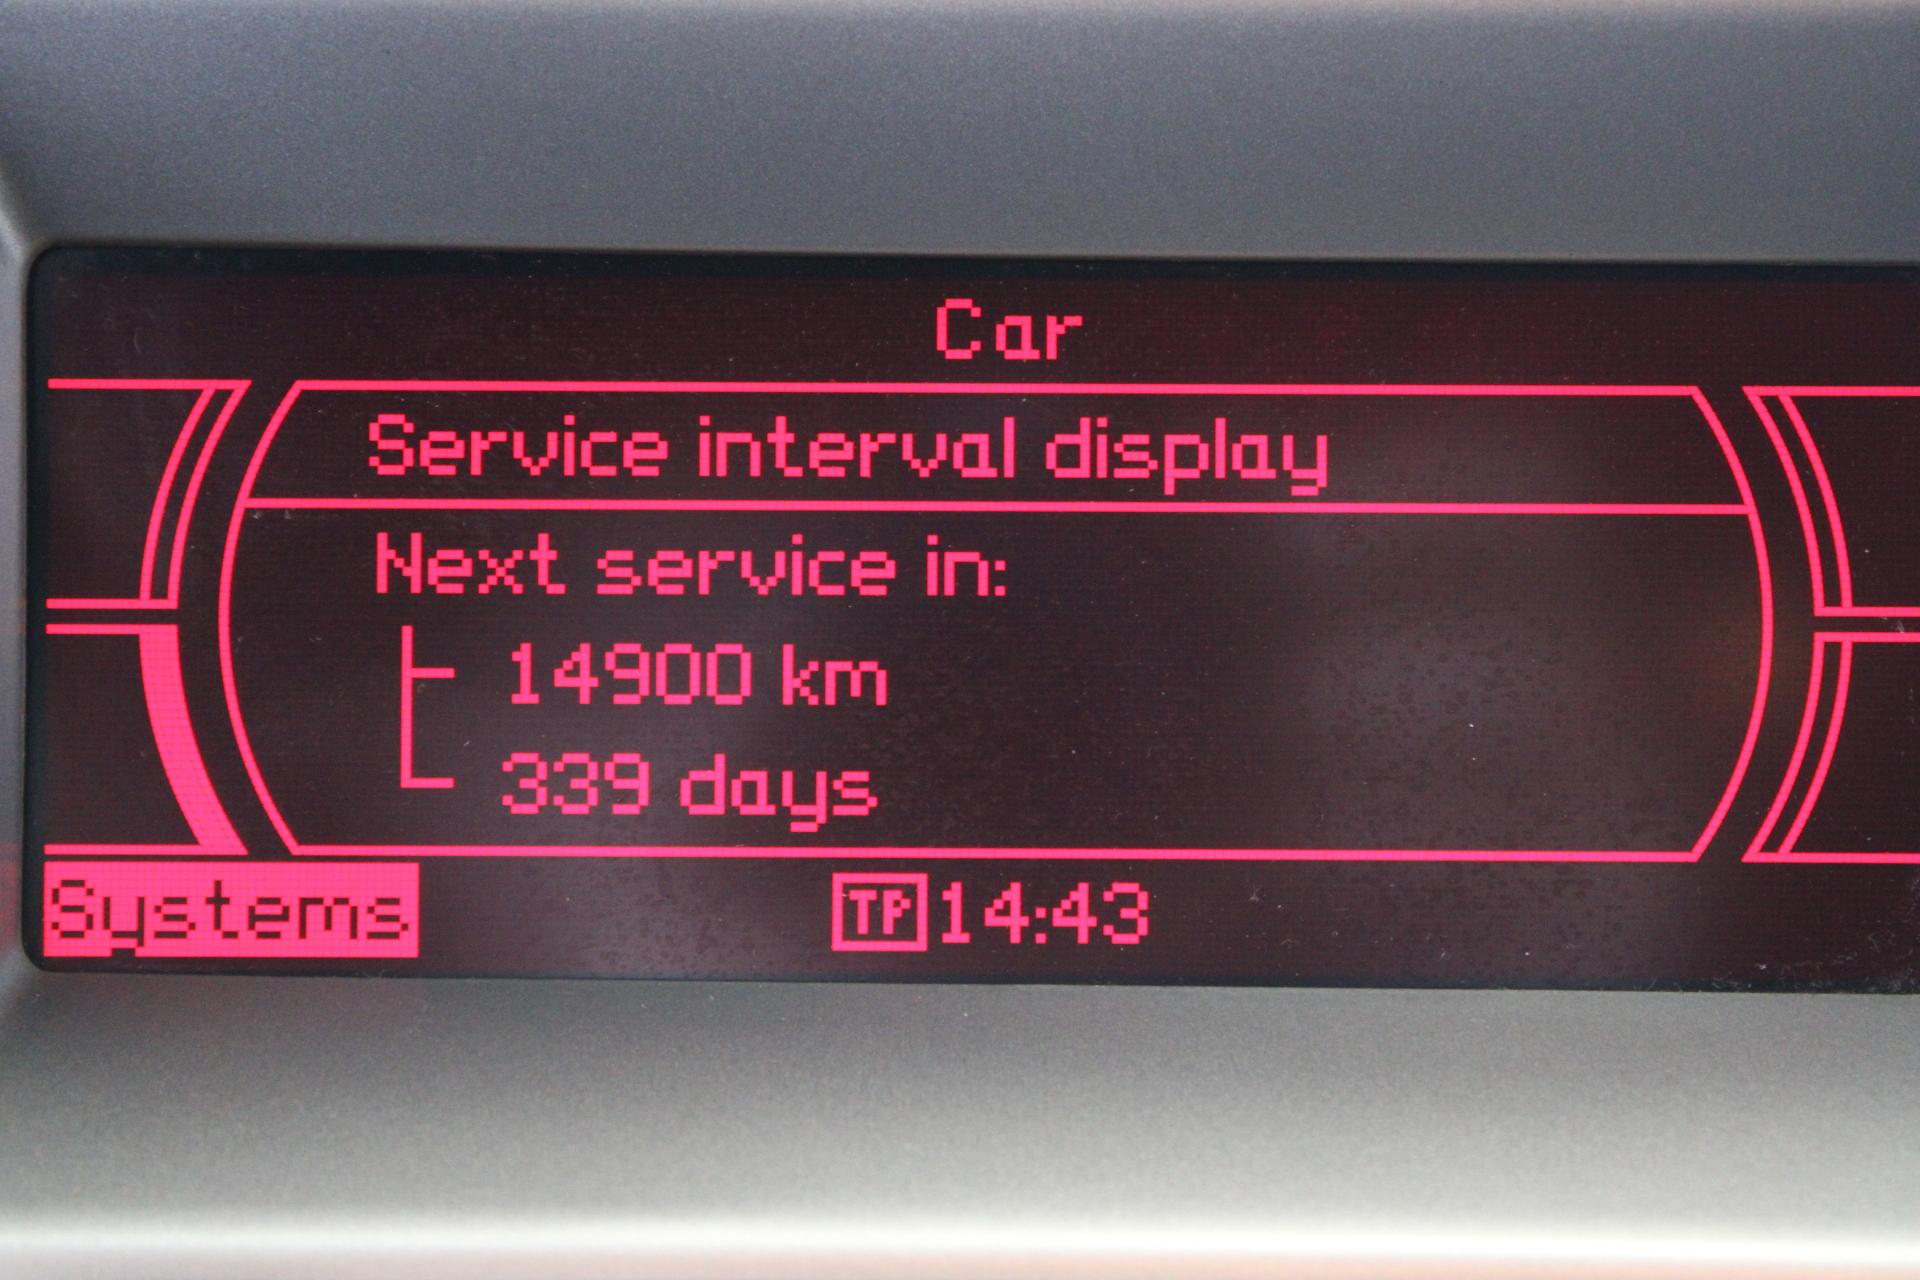 Car
Service interval display
Next service in:
14900 km
339 days
Systems
TP 14:43